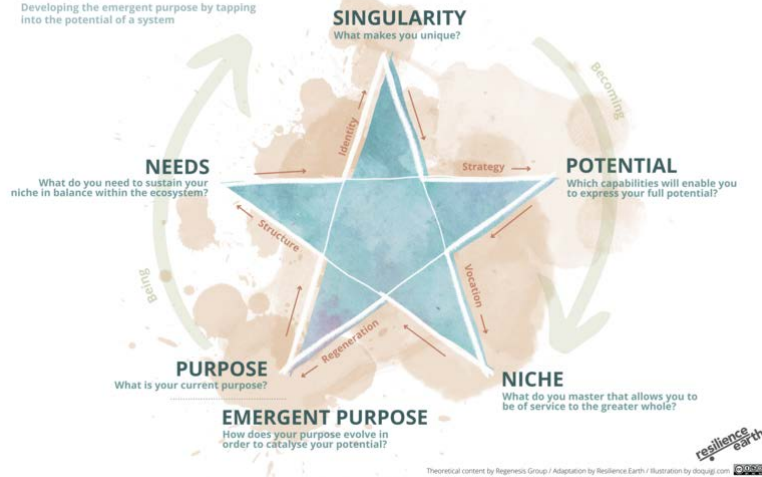 Developing the emergent purpose by tapping
into the potential of a system
SINGULARITY
What makes you unique?
Becoming
Identity
Strategy
NEEDS
What do you need to sustain your
niche in balance within the ecosystem?
POTENTIAL
Which capabilities will enable you
to express your full potential?
Structure
Vocation
Being
Regeneration
PURPOSE
What is your current purpose?
NICHE
What do you master that allows you to
be of service to the greater whole?
EMERGENT PURPOSE
How does your purpose evolve in
order to catalyse your potential?
resilience
earth
Theoretical content by Regenesis Group / Adaptation by Resilience.Earth / Illustration by doquigi.com